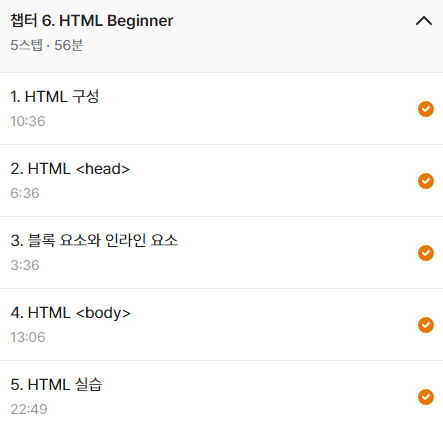 챕터 6. HTML Beginner
5스텝 · 56분
1. HTML 구성
10:36
2. HTML <head>
6:36
3. 블록 요소와 인라인 요소
3:36
4. HTML <body>
13:06
5. HTML 실습
22:49